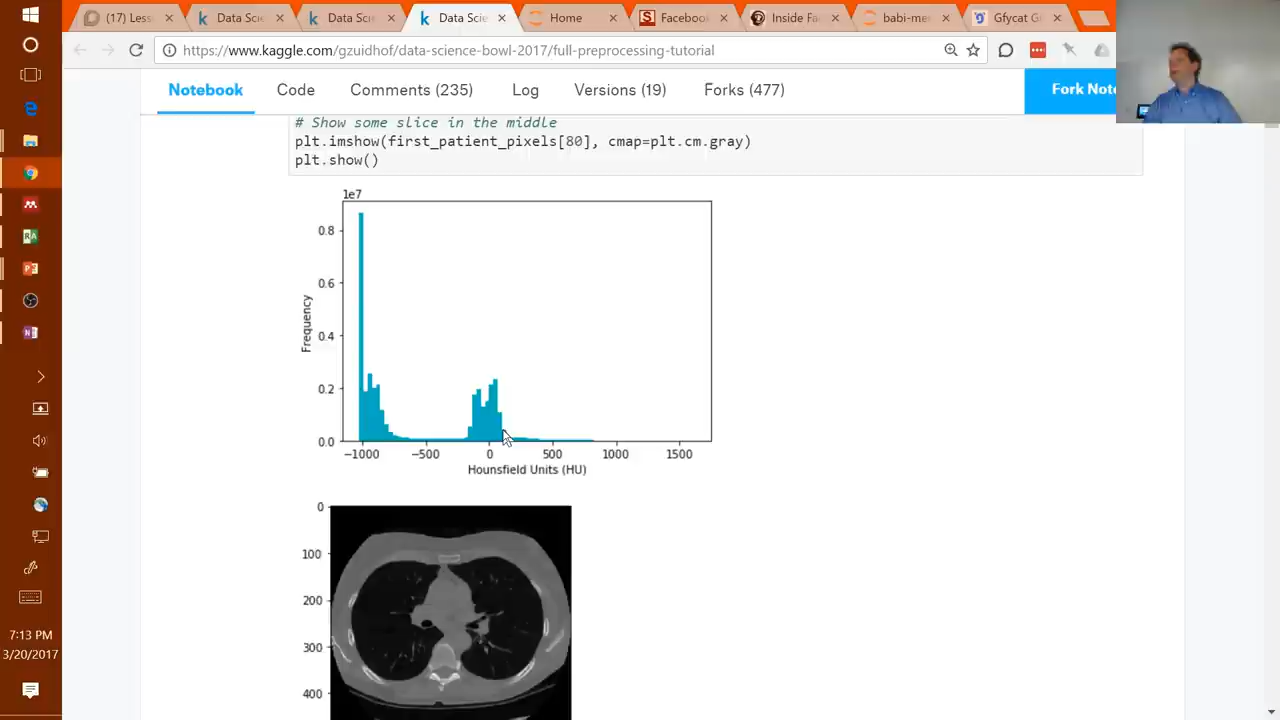 (17) Less
Data Scie
Data Scie
Data Scie
Home
Facebook
Inside Fac
babi-mer
Gfycat Gi
https://www.kaggle.com/gzuidhof/data-science-bowl-2017/full-preprocessing-tutorial
Notebook
Code
Comments (235)
Log
Versions (19)
Forks (477)
Fork Note
# Show some slice in the middle
plt.imshow(first_patient_pixels[80], cmap=plt.cm.gray)
plt.show()
1e7
0.8
0.6
0.4
0.2
0.0
Frequency
−1000
−500
0
500
1000
1500
Hounsfield Units (HU)
0
100
200
300
400
7:13 PM
3/20/2017